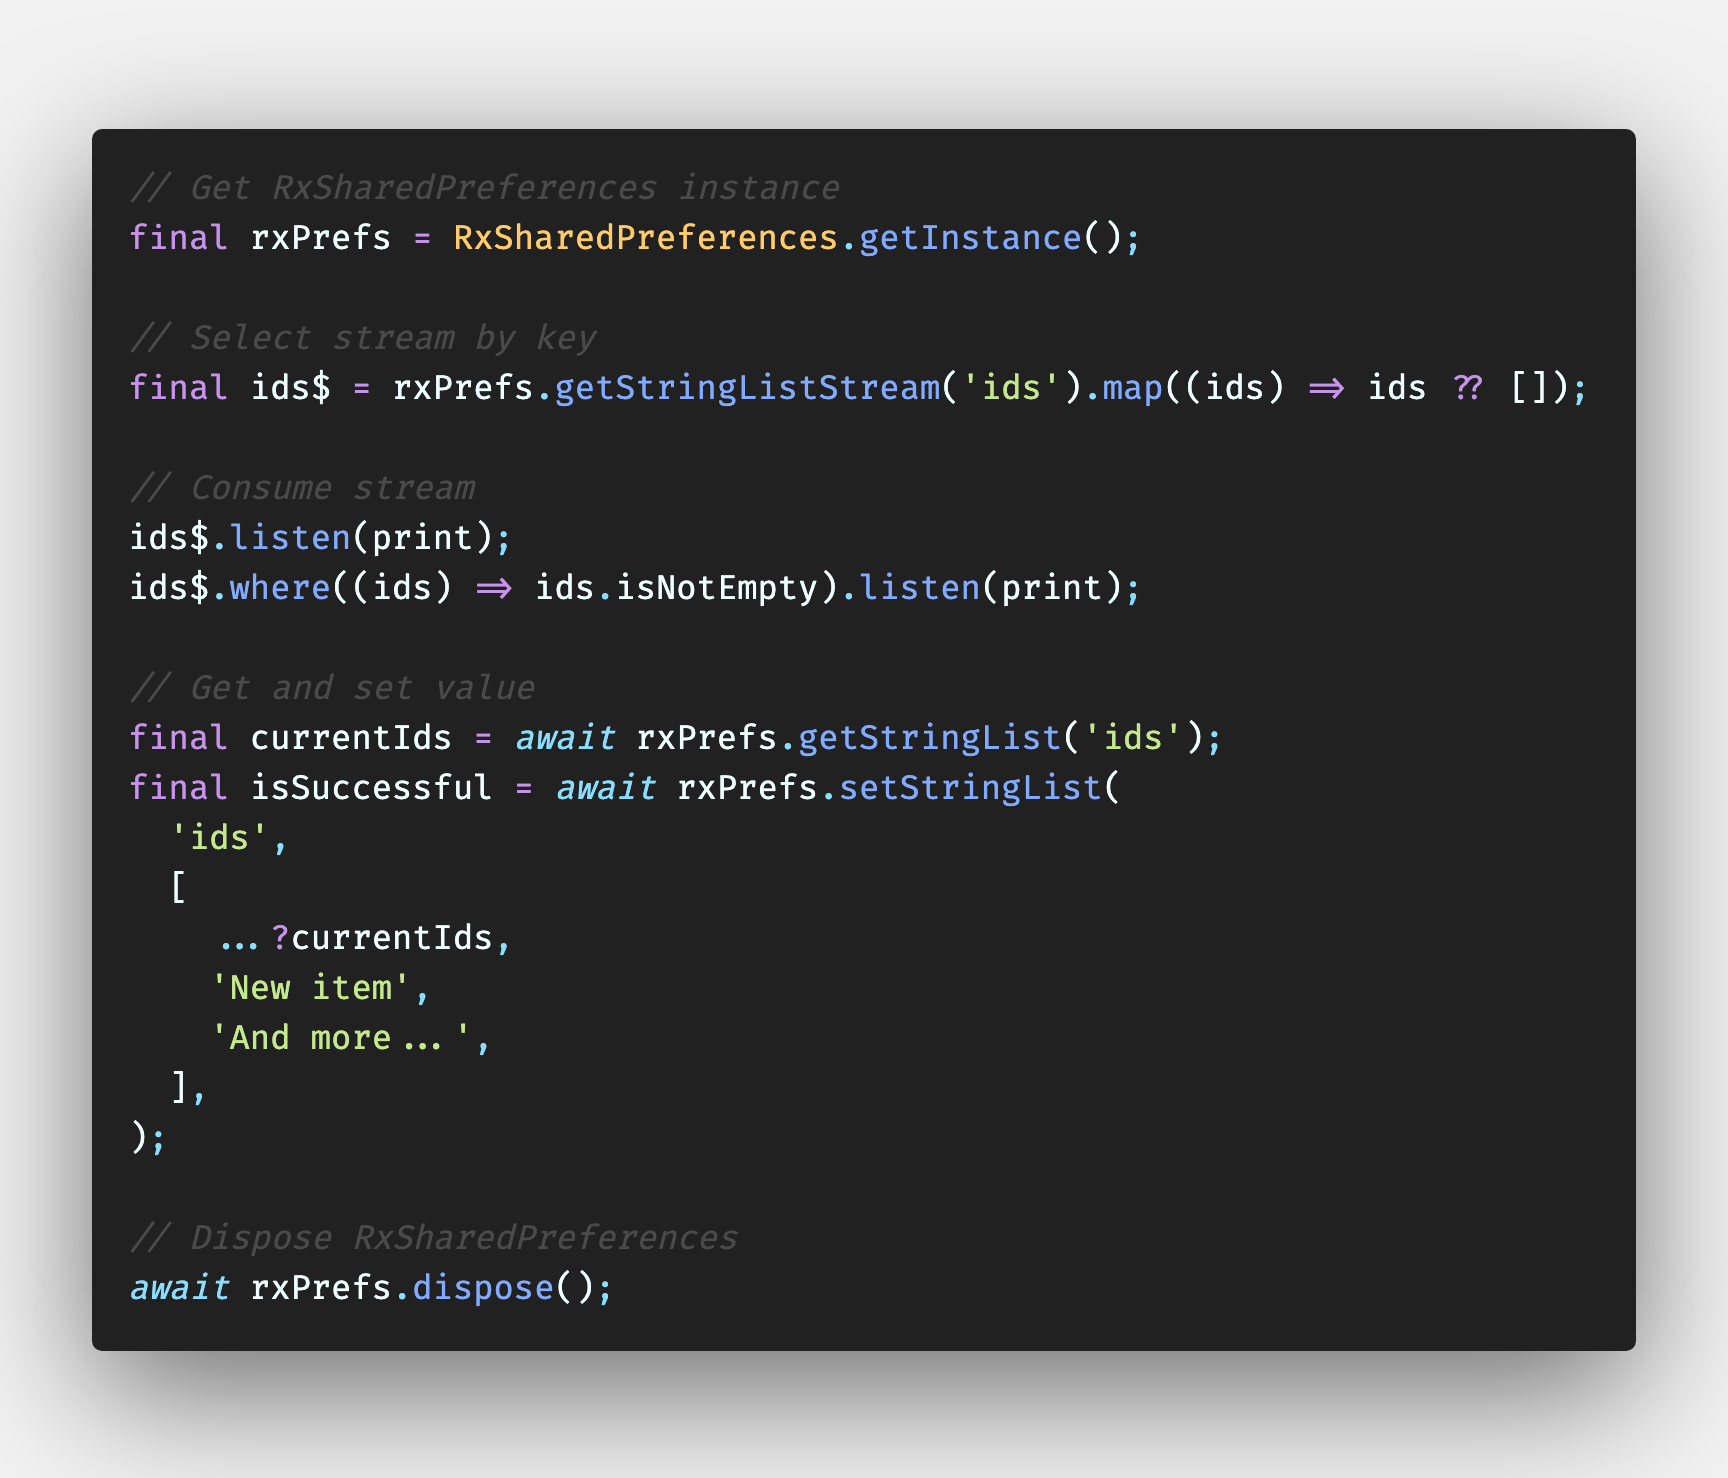 // Get RxSharedPreferences instance
final rxPrefs = RxSharedPreferences.getInstance();
// Select stream by key
final ids$ = rxPrefs.getStringListStream('ids').map((ids) => ids ?? []);
// Consume stream
ids$.listen(print);
ids$.where((ids) => ids.isNotEmpty).listen(print);
// Get and set value
final currentIds = await rxPrefs.getStringList('ids');
final isSuccessful = await rxPrefs.setStringList(
  'ids',
  [
    ...?currentIds,
    'New item',
    'And more...',
  ],
);
// Dispose RxSharedPreferences
await rxPrefs.dispose();